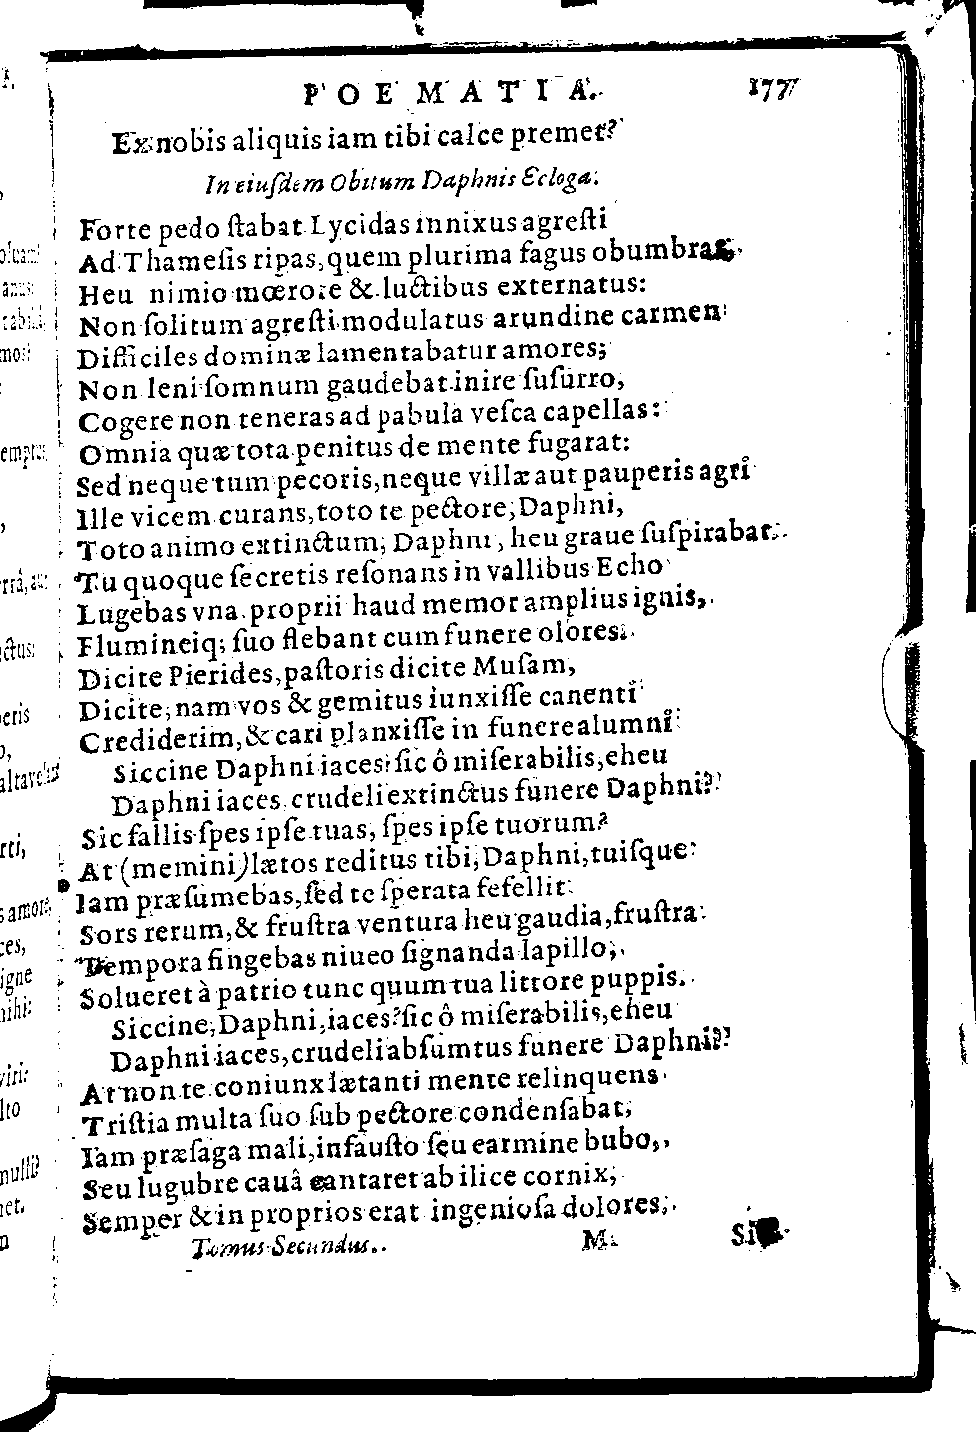 POEMATIA. 177
Ex nobis aliquis iam tibi calce premet?
In eiuſdem Obitum Daphnis Ecloga.
Forte pedo ſtabat Lycidas innixus agreſti
Ad Thameſis ripas, quem plurima fagus obumbrat,
Heu nimio mœrore & luctibus externatus:
Non ſolitum agreſti modulatus arundine carmen
Difficiles dominæ lamentabatur amores;
Non leni ſomnum gaudebat inire ſuſurro,
Cogere non teneras ad pabula veſca capellas:
Omnia quæ tota penitus de mente fugarat:
Sed neque tum pecoris, neque villæ aut pauperis agri
Ille vicem curans, toto te pectore, Daphni,
Toto animo extinctum, Daphni, heu graue ſuſpirabat.
Tu quoque ſecretis reſonans in vallibus Echo
Lugebas vna proprii haud memor amplius ignis,
Flumineiq; ſuo flebant cum funere olores.
Dicite Pierides, paſtoris dicite Muſam,
Dicite, nam vos & gemitus iunxiſſe canenti
Crediderim, & cari planxiſſe in funere alumni:
Siccine Daphni iaces? ſic ô miſerabilis, eheu
Daphni iaces crudeli extinctus funere Daphni?
Sic fallis ſpes ipſe tuas, ſpes ipſe tuorum?
At (memini) lætos reditus tibi, Daphni, tuiſque
Iam præſumebas, ſed te ſperata fefellit
Sors rerum, & fruſtra ventura heu gaudia, fruſtra
Tempora fingebas niueo ſignanda lapillo,
Solueret à patrio tunc quum tua littore puppis.
Siccine, Daphni, iaces? ſic ô miſerabilis, eheu
Daphni iaces, crudeli abſumtus funere Daphni?
At non te coniunx lætanti mente relinquens
Triſtia multa ſuo ſub pectore condenſabat,
Iam præſaga mali, infauſto ſeu carmine bubo,
Seu lugubre cauâ cantaret ab ilice cornix,
Semper & in proprios erat ingenioſa dolores,
Tomus Secundus. M